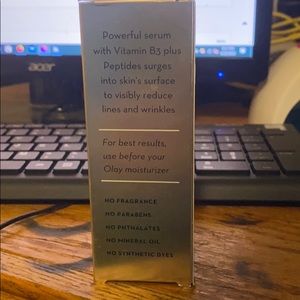 acer
Powerful serum
with Vitamin B3 plus
Peptides surges
into skin's surface
to visibly reduce
lines and wrinkles
For best results,
use before your
Olay moisturizer
NO FRAGRANCE
NO PARABENS
NO PHTHALATES
NO MINERAL OIL
NO SYNTHETIC DYES